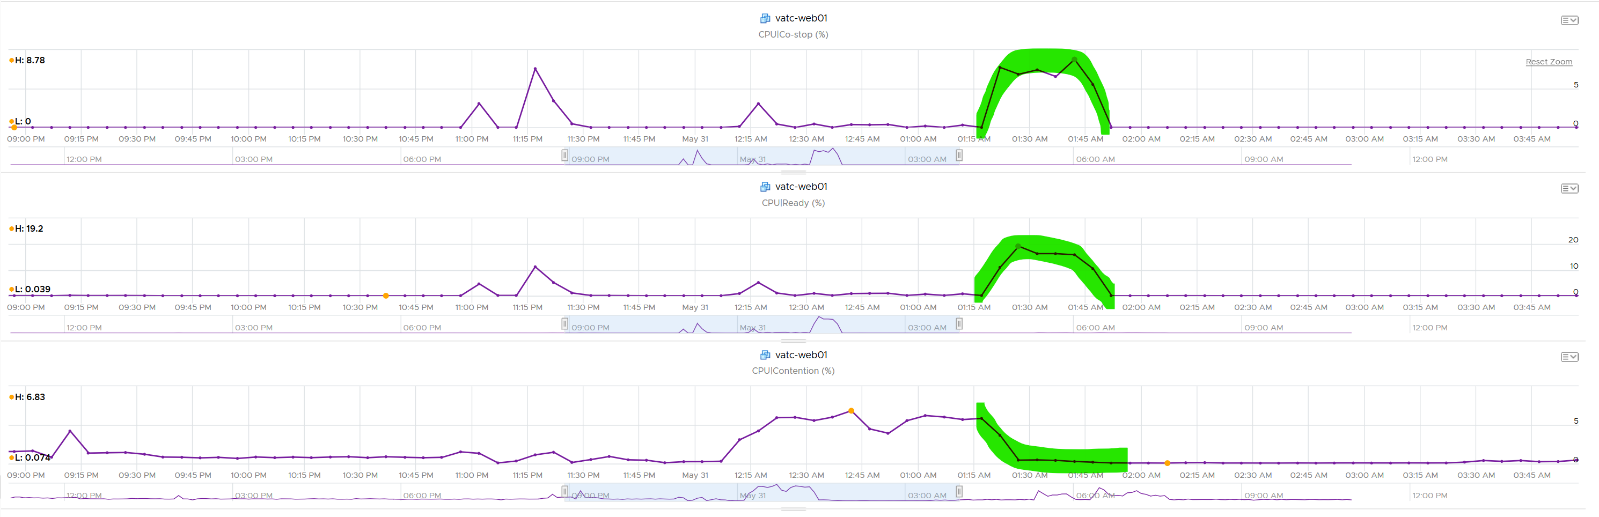 vatc-web01
CPU|Co-stop (%)
H: 8.78
Reset Zoom
5
L: 0
0
09:00 PM 09:15 PM 09:30 PM 09:45 PM 10:00 PM 10:15 PM 10:30 PM 10:45 PM 11:00 PM 11:15 PM 11:30 PM 11:45 PM May 31 12:15 AM 12:30 AM 12:45 AM 01:00 AM 01:15 AM 01:30 AM 01:45 AM 02:00 AM 02:15 AM 02:30 AM 02:45 AM 03:00 AM 03:15 AM 03:30 AM 03:45 AM
12:00 PM 03:00 PM 06:00 PM 09:00 PM May 31 03:00 AM 06:00 AM 09:00 AM 12:00 PM
vatc-web01
CPU|Ready (%)
H: 19.2
20
10
L: 0.039
0
09:00 PM 09:15 PM 09:30 PM 09:45 PM 10:00 PM 10:15 PM 10:30 PM 10:45 PM 11:00 PM 11:15 PM 11:30 PM 11:45 PM May 31 12:15 AM 12:30 AM 12:45 AM 01:00 AM 01:15 AM 01:30 AM 01:45 AM 02:00 AM 02:15 AM 02:30 AM 02:45 AM 03:00 AM 03:15 AM 03:30 AM 03:45 AM
12:00 PM 03:00 PM 06:00 PM 09:00 PM May 31 03:00 AM 06:00 AM 09:00 AM 12:00 PM
vatc-web01
CPU|Contention (%)
H: 6.83
5
L: 0.074
0
09:00 PM 09:15 PM 09:30 PM 09:45 PM 10:00 PM 10:15 PM 10:30 PM 10:45 PM 11:00 PM 11:15 PM 11:30 PM 11:45 PM May 31 12:15 AM 12:30 AM 12:45 AM 01:00 AM 01:15 AM 01:30 AM 01:45 AM 02:00 AM 02:15 AM 02:30 AM 02:45 AM 03:00 AM 03:15 AM 03:30 AM 03:45 AM
12:00 PM 03:00 PM 06:00 PM 09:00 PM May 31 03:00 AM 06:00 AM 09:00 AM 12:00 PM